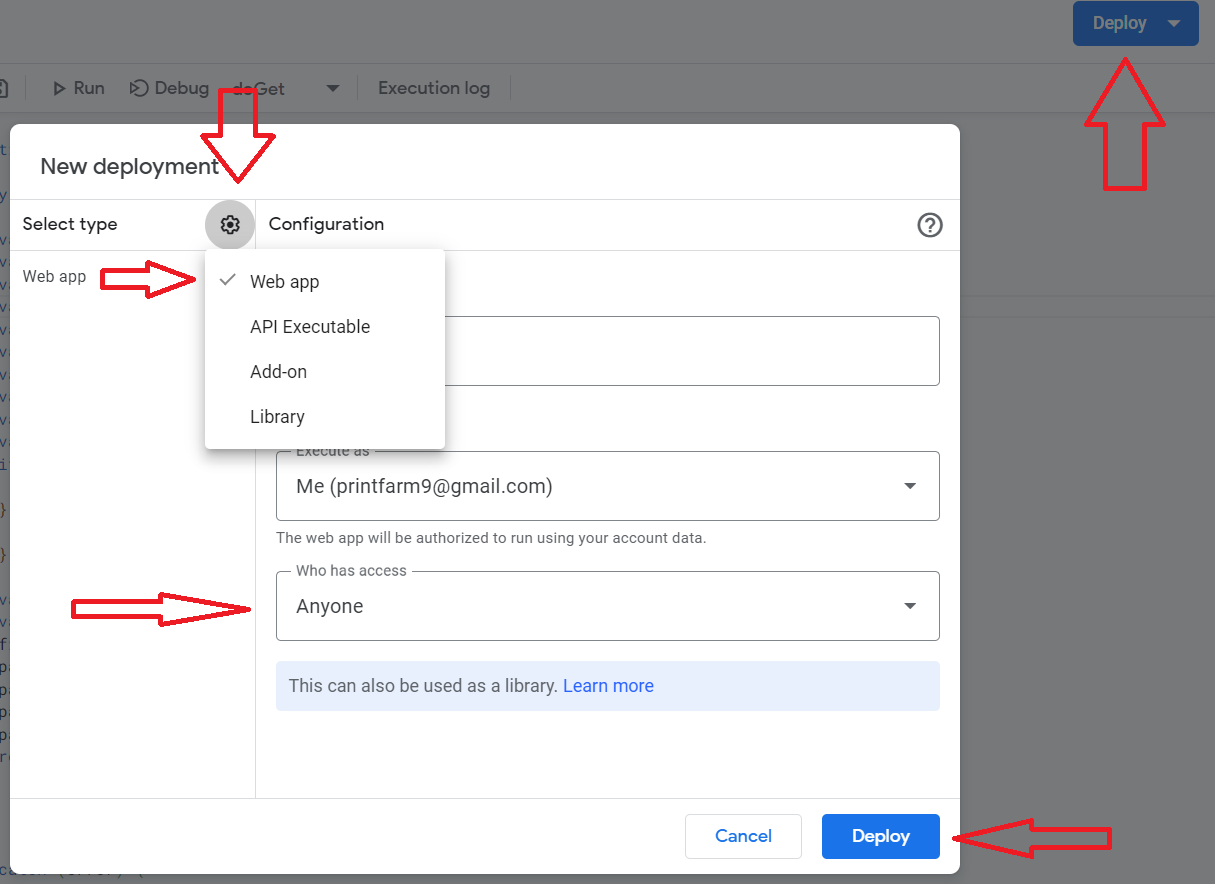 Deploy
Run
Debug
doGet
Execution log
New deployment
Select type
Configuration
Web app
Web app
API Executable
Add-on
Library
Execute as
Me (printfarm9@gmail.com)
The web app will be authorized to run using your account data.
Who has access
Anyone
This can also be used as a library. Learn more
Cancel
Deploy